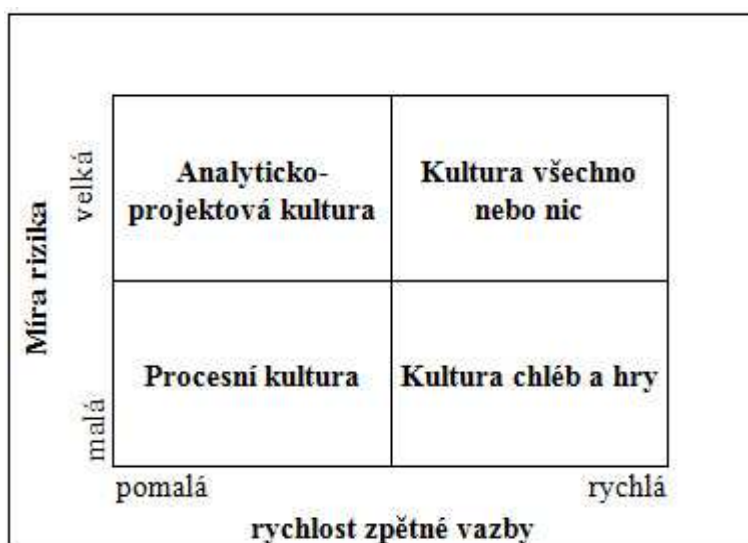 Míra rizika
velká
Analyticko-
projektová kultura
Kultura všechno
nebo nic
malá
Procesní kultura
Kultura chléb a hry
pomalá
rychlá
rychlost zpětné vazby